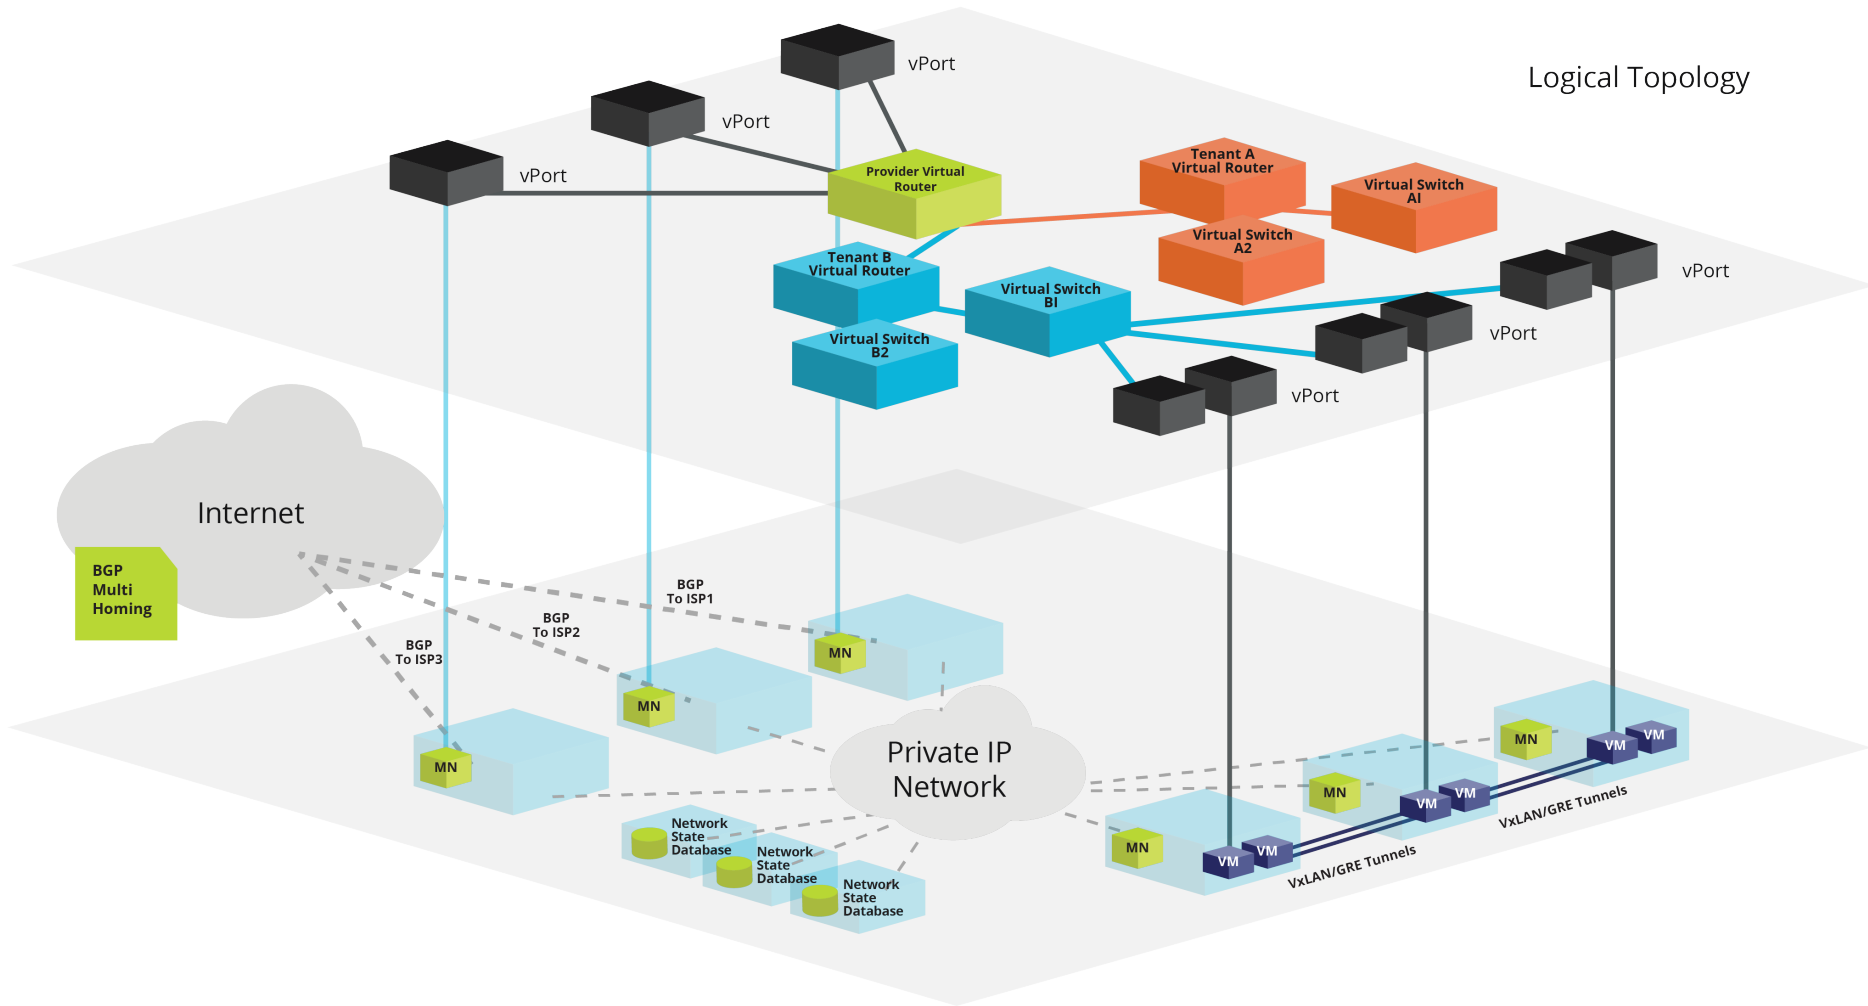 vPort
Logical Topology
vPort
vPort
Provider Virtual
Router
Tenant A
Virtual Router
Virtual Switch
AI
Virtual Switch
A2
Tenant B
Virtual Router
Virtual Switch
BI
Virtual Switch
B2
vPort
vPort
vPort
Internet
BGP
Multi
Homing
BGP
To ISP1
BGP
To ISP2
BGP
To ISP3
MN
MN
MN
Private IP
Network
Network
State
Database
Network
State
Database
Network
State
Database
MN
VM
VM
MN
VM
VM
MN
VM
VM
VxLAN/GRE Tunnels
VxLAN/GRE Tunnels